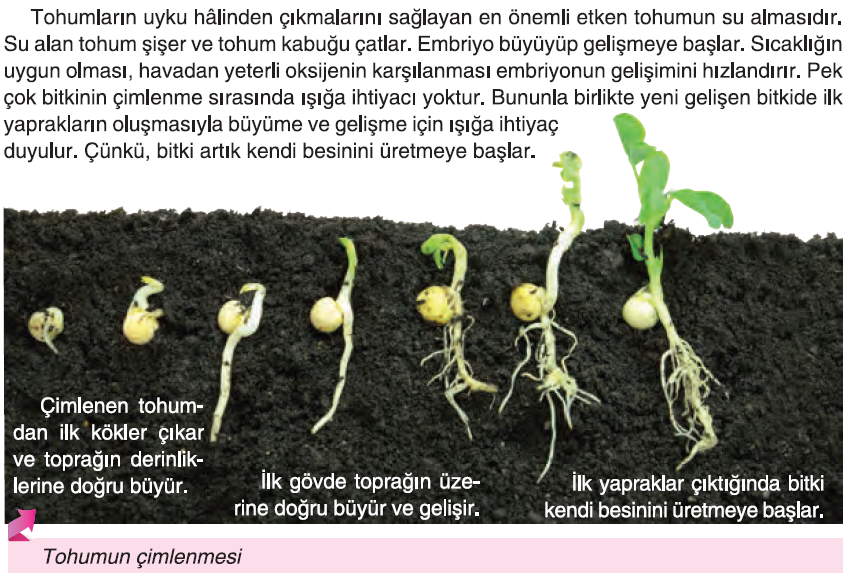 Tohumların uyku hâlinden çıkmalarını sağlayan en önemli etken tohumun su almasıdır.
Su alan tohum şişer ve tohum kabuğu çatlar. Embriyo büyüyüp gelişmeye başlar. Sıcaklığın
uygun olması, havadan yeterli oksijenin karşılanması embriyonun gelişimini hızlandırır. Pek
çok bitkinin çimlenme sırasında ışığa ihtiyacı yoktur. Bununla birlikte yeni gelişen bitkide ilk
yaprakların oluşmasıyla büyüme ve gelişme için ışığa ihtiyaç
duyulur. Çünkü, bitki artık kendi besinini üretmeye başlar.
Çimlenen tohum-
dan ilk kökler çıkar
ve toprağın derinlik-
lerine doğru büyür.
İlk gövde toprağın üze-
rine doğru büyür ve gelişir.
İlk yapraklar çıktığında bitki
kendi besinini üretmeye başlar.
Tohumun çimlenmesi